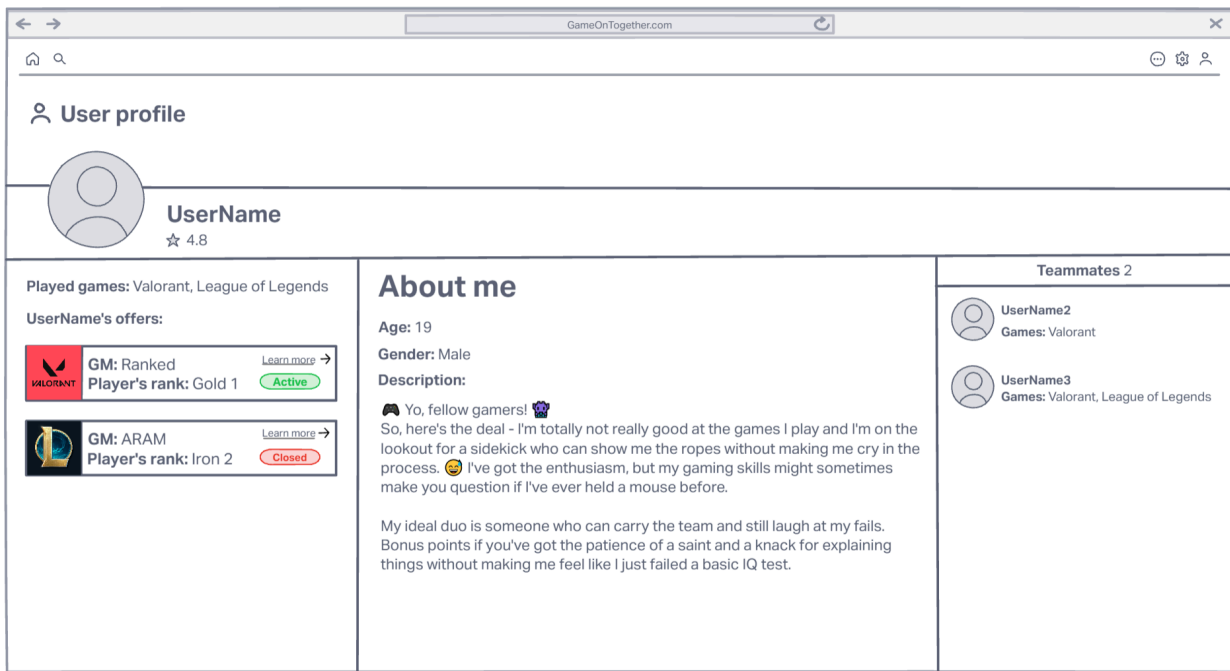 GameOnTogether.com
User profile
UserName
4.8
Played games: Valorant, League of Legends
UserName's offers:
VALORANT
GM: Ranked
Learn more
Player's rank: Gold 1
Active
GM: ARAM
Learn more
Player's rank: Iron 2
Closed
About me
Age: 19
Gender: Male
Description:
🎮 Yo, fellow gamers! 👾
So, here's the deal - I'm totally not really good at the games I play and I'm on the
lookout for a sidekick who can show me the ropes without making me cry in the
process. 😅 I've got the enthusiasm, but my gaming skills might sometimes
make you question if I've ever held a mouse before.
My ideal duo is someone who can carry the team and still laugh at my fails.
Bonus points if you've got the patience of a saint and a knack for explaining
things without making me feel like I just failed a basic IQ test.
Teammates 2
UserName2
Games: Valorant
UserName3
Games: Valorant, League of Legends